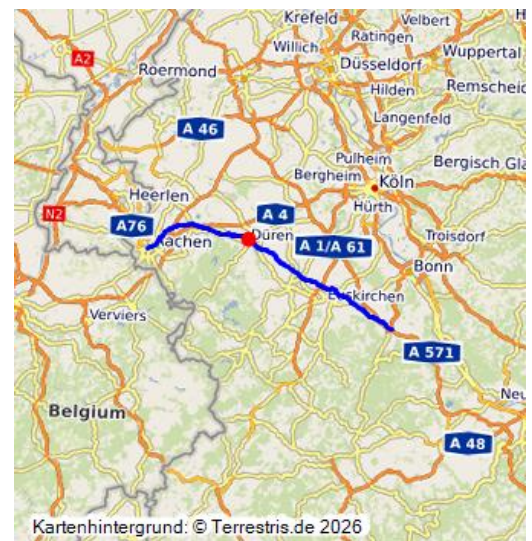 Krefeld
Velbert
Ratingen
Willich
A2
Roermond
Düsseldorf
Wuppertal
Hilden
Remscheid
Langenfeld
A 46
Pulheim
Bergheim
Bergisch Gla
Köln
Heerlen
Hürth
N2
A76
A 4
Troisdorf
Aachen
Düren
A 1/A 61
Bonn
Euskirchen
Verviers
A 571
Neu
Belgium
A 48
Kartenhintergrund: © Terrestris.de 2026